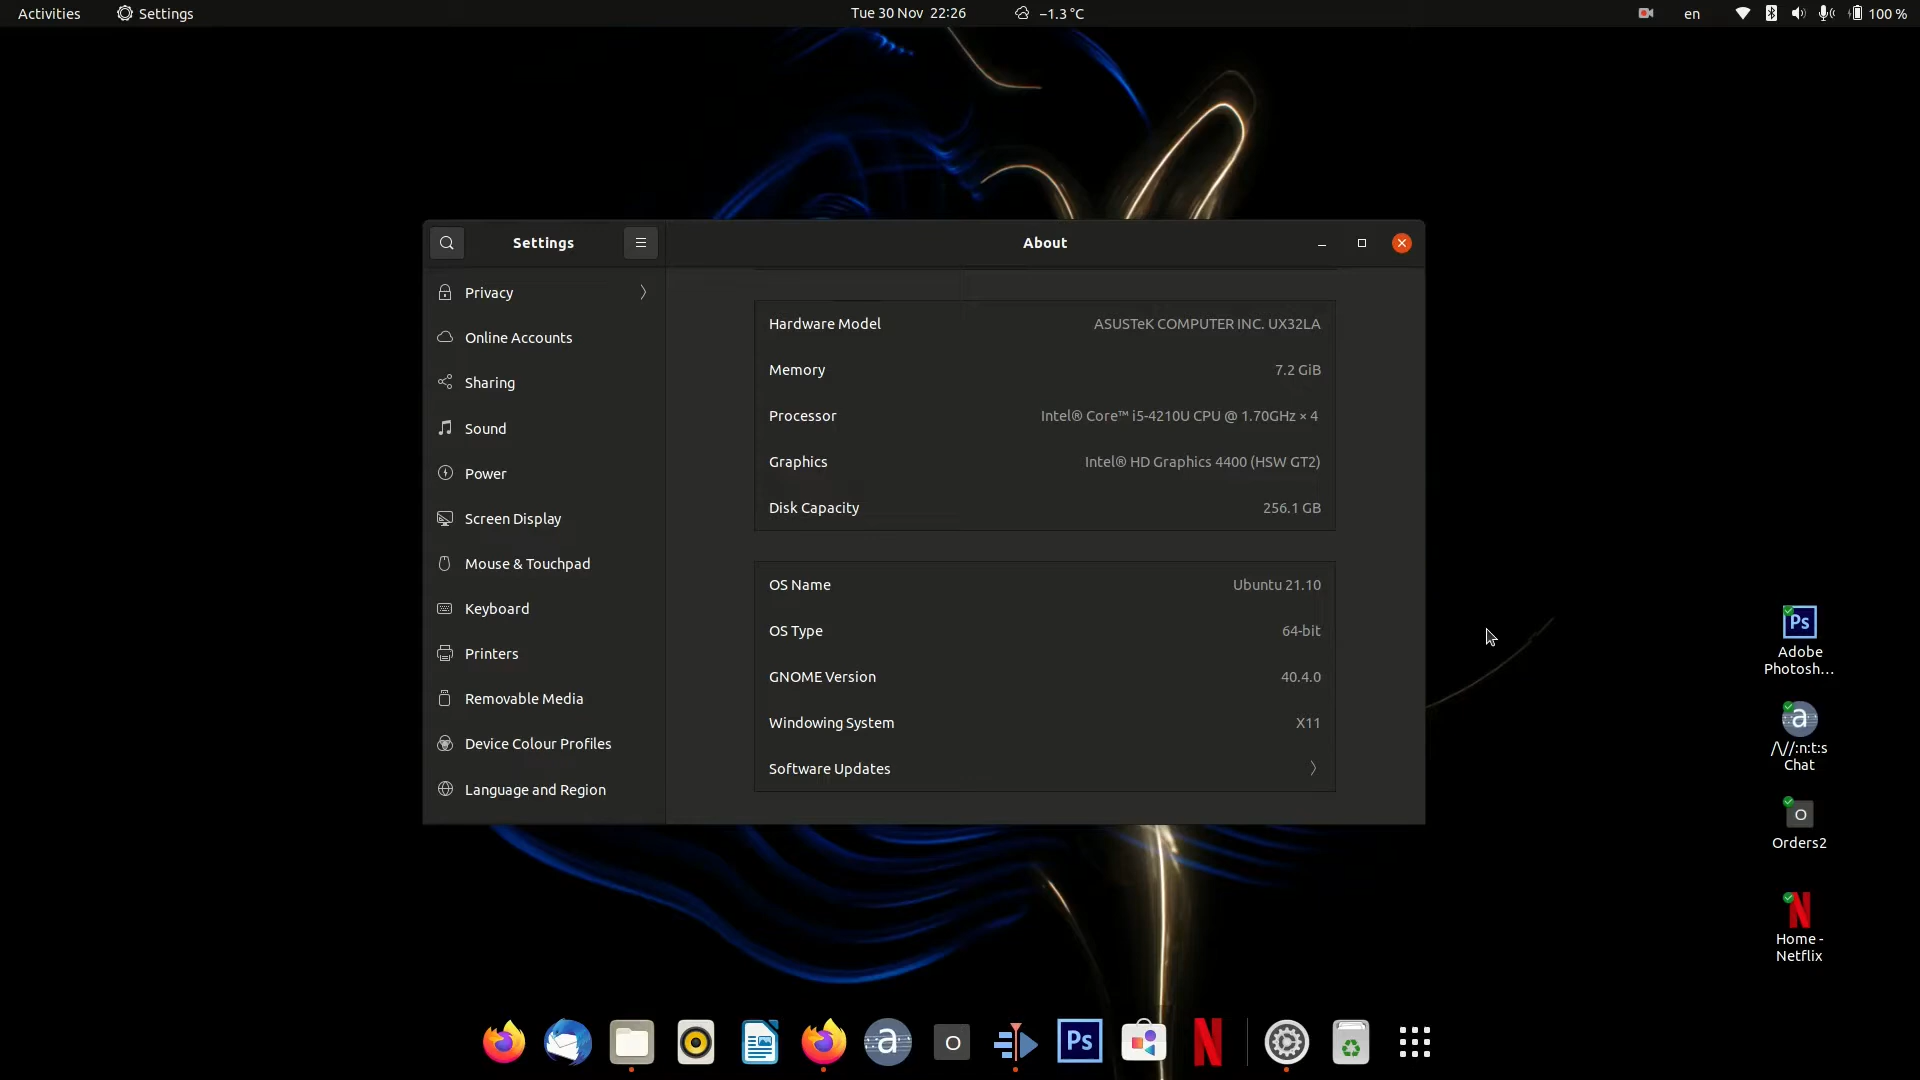 Activities
Settings
Tue 30 Nov 22:26
−1.3 °C
en
100 %
Settings
About
Privacy
Online Accounts
Sharing
Sound
Power
Screen Display
Mouse & Touchpad
Keyboard
Printers
Removable Media
Device Colour Profiles
Language and Region
Hardware Model
ASUSTeK COMPUTER INC. UX32LA
Memory
7.2 GiB
Processor
Intel® Core™ i5-4210U CPU @ 1.70GHz × 4
Graphics
Intel® HD Graphics 4400 (HSW GT2)
Disk Capacity
256.1 GB
OS Name
Ubuntu 21.10
OS Type
64-bit
GNOME Version
40.4.0
Windowing System
X11
Software Updates
Ps
Adobe
Photosh...
a
/\//:n:t:s
Chat
O
Orders2
N
Home -
Netflix
a
O
Ps
N